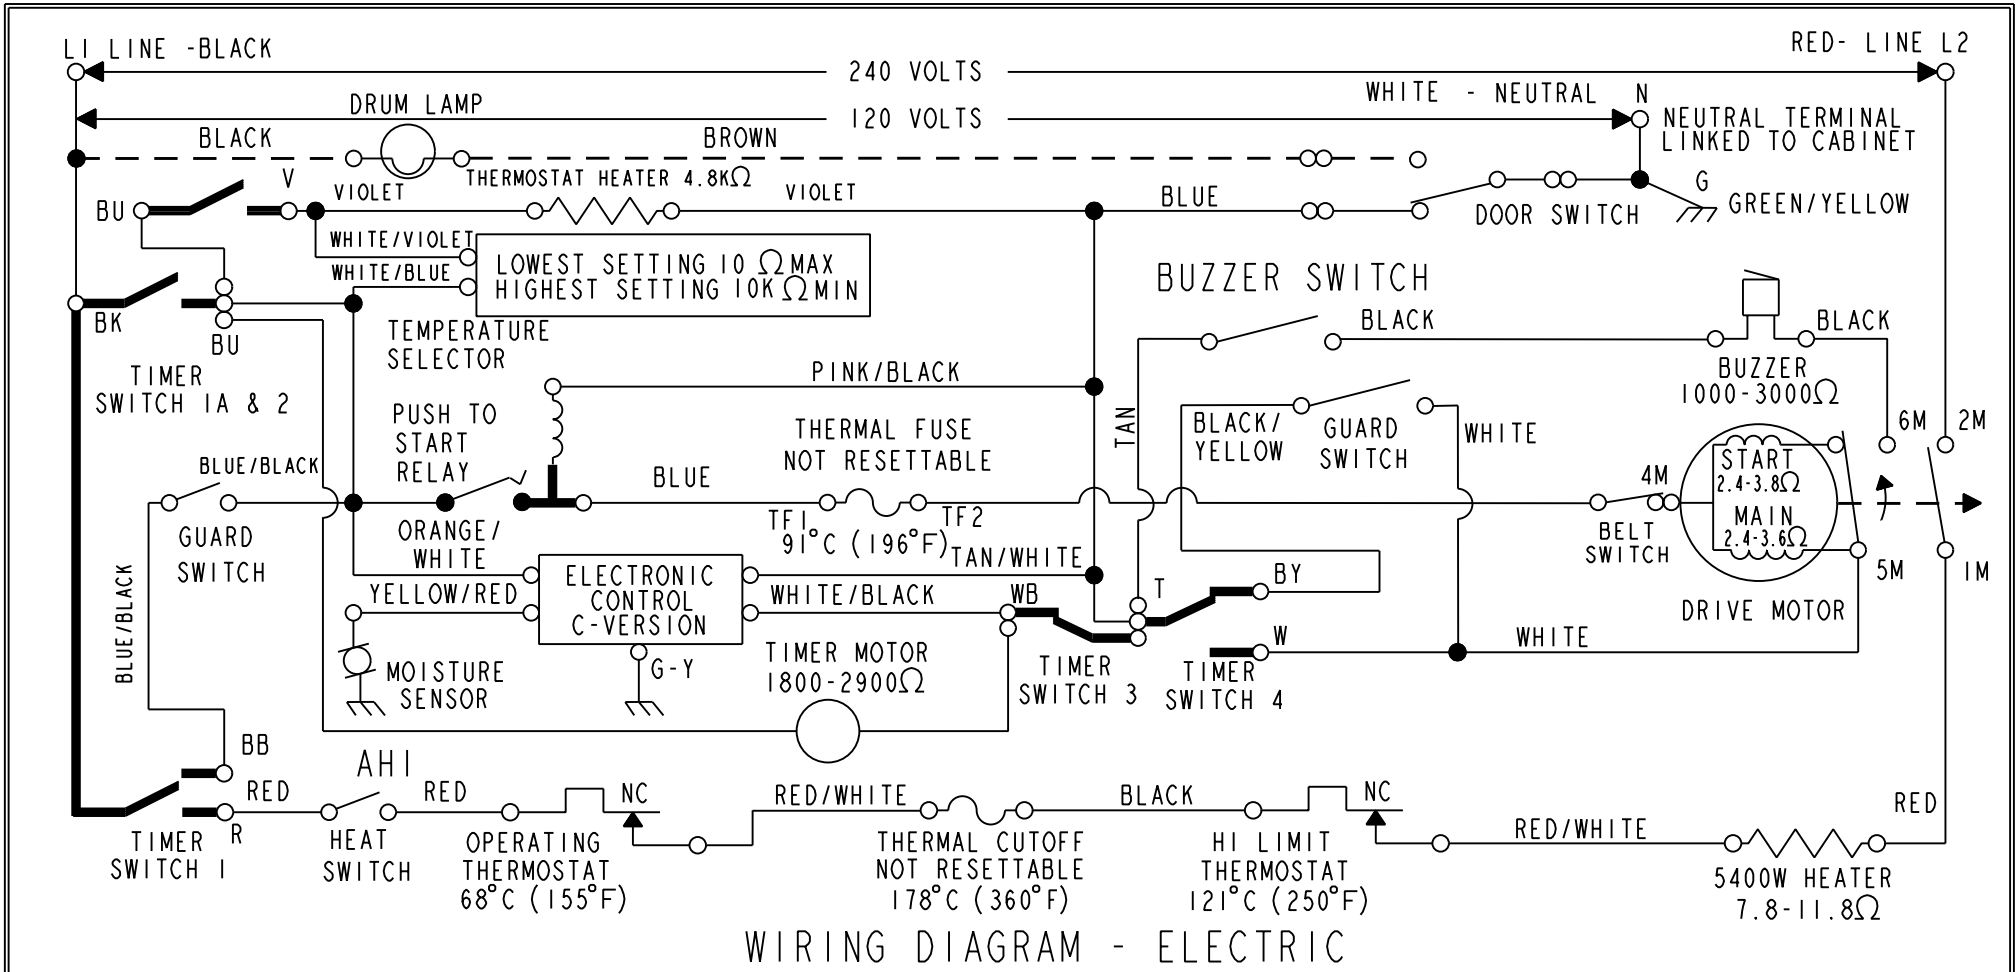 L1 LINE -BLACK
RED- LINE L2
240 VOLTS
WHITE - NEUTRAL N
DRUM LAMP
120 VOLTS
NEUTRAL TERMINAL
LINKED TO CABINET
BLACK
BROWN
V
VIOLET
THERMOSTAT HEATER 4.8KΩ
VIOLET
BLUE
G
GREEN/YELLOW
DOOR SWITCH
BU
WHITE/VIOLET
WHITE/BLUE
LOWEST SETTING 10 ΩMAX
HIGHEST SETTING 10KΩMIN
BUZZER SWITCH
BK
BU
TEMPERATURE
SELECTOR
BLACK
BLACK
TIMER
SWITCH 1A & 2
BUZZER
1000-3000Ω
PINK/BLACK
PUSH TO
START
RELAY
THERMAL FUSE
NOT RESETTABLE
TAN
BLACK/
YELLOW
GUARD
SWITCH
WHITE
6M
2M
BLUE/BLACK
BLUE
START
2.4-3.8Ω
4M
MAIN
2.4-3.6Ω
GUARD
SWITCH
ORANGE/
WHITE
TF1
TF2
91°C (196°F)
BELT
SWITCH
5M
1M
TAN/WHITE
BLUE/BLACK
YELLOW/RED
ELECTRONIC
CONTROL
C-VERSION
WHITE/BLACK
WB
T
BY
DRIVE MOTOR
W
WHITE
MOISTURE
SENSOR
G-Y
TIMER MOTOR
1800-2900Ω
TIMER
SWITCH 3
TIMER
SWITCH 4
BB
AH1
RED
RED
NC
RED/WHITE
BLACK
NC
RED
R
TIMER
SWITCH 1
HEAT
SWITCH
OPERATING
THERMOSTAT
68°C (155°F)
THERMAL CUTOFF
NOT RESETTABLE
178°C (360°F)
HI LIMIT
THERMOSTAT
121°C (250°F)
RED/WHITE
5400W HEATER
7.8-11.8Ω
WIRING DIAGRAM - ELECTRIC